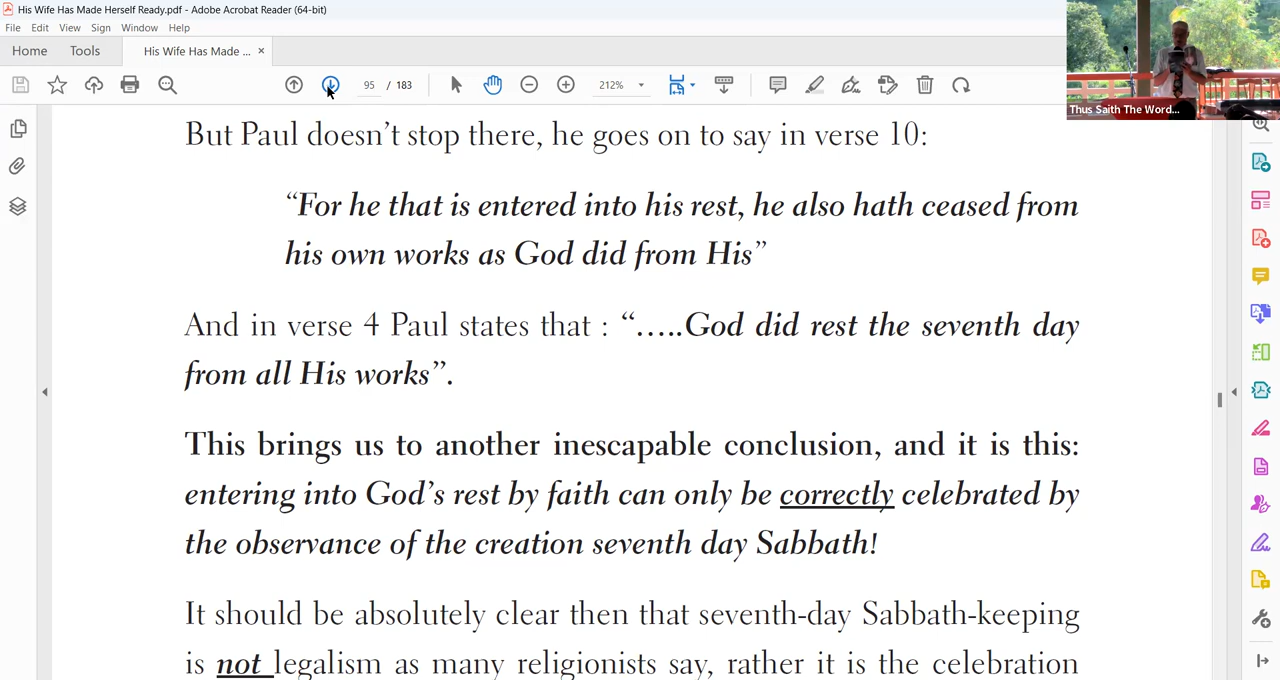 His Wife Has Made Herself Ready.pdf - Adobe Acrobat Reader (64-bit)
File Edit View Sign Window Help
Home Tools His Wife Has Made ... ×
95 / 183 212%
Thus Saith The Word...
But Paul doesn’t stop there, he goes on to say in verse 10:
“For he that is entered into his rest, he also hath ceased from
his own works as God did from His”
And in verse 4 Paul states that : “…..God did rest the seventh day
from all His works”.
This brings us to another inescapable conclusion, and it is this:
entering into God’s rest by faith can only be correctly celebrated by
the observance of the creation seventh day Sabbath!
It should be absolutely clear then that seventh-day Sabbath-keeping
is not legalism as many religionists say, rather it is the celebration